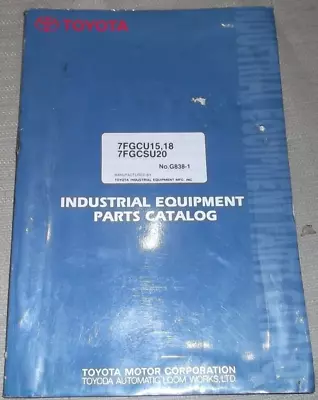 TOYOTA
7FGCU15,18
7FGCSU20
No.G838-1
MANUFACTURED BY
TOYOTA INDUSTRIAL EQUIPMENT MFG., INC.
INDUSTRIAL EQUIPMENT
PARTS CATALOG
TOYOTA MOTOR CORPORATION
TOYODA AUTOMATIC LOOM WORKS, LTD.